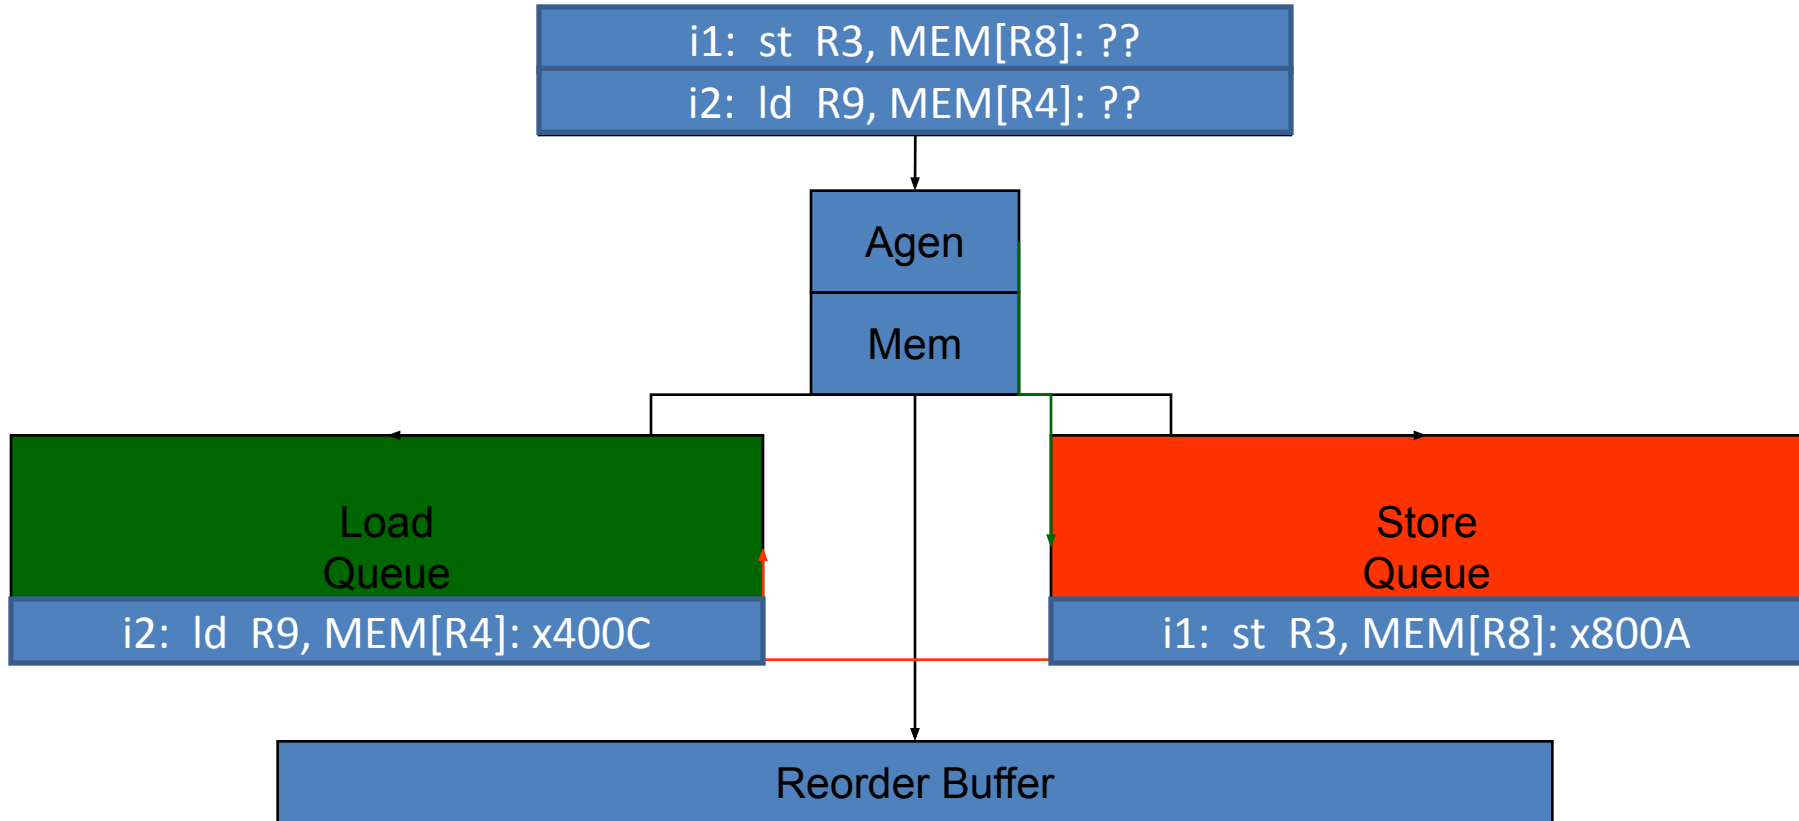 i1: st R3, MEM[R8]: ??
i2: ld R9, MEM[R4]: ??
Agen
Mem
Load
Queue
i2: ld R9, MEM[R4]: x400C
Store
Queue
i1: st R3, MEM[R8]: x800A
Reorder Buffer